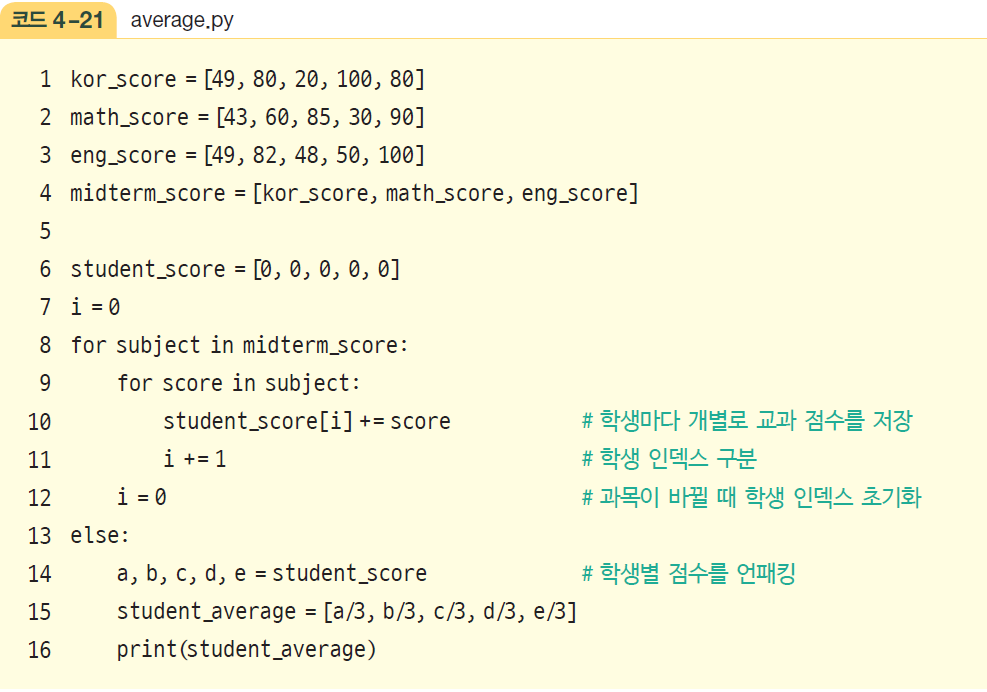 코드 4-21 average.py
1 kor_score = [49, 80, 20, 100, 80]
2 math_score = [43, 60, 85, 30, 90]
3 eng_score = [49, 82, 48, 50, 100]
4 midterm_score = [kor_score, math_score, eng_score]
5
6 student_score = [0, 0, 0, 0, 0]
7 i = 0
8 for subject in midterm_score:
9     for score in subject:
10         student_score[i] += score # 학생마다 개별로 교과 점수를 저장
11         i += 1 # 학생 인덱스 구분
12     i = 0 # 과목이 바뀔 때 학생 인덱스 초기화
13 else:
14     a, b, c, d, e = student_score # 학생별 점수를 언패킹
15     student_average = [a/3, b/3, c/3, d/3, e/3]
16     print(student_average)